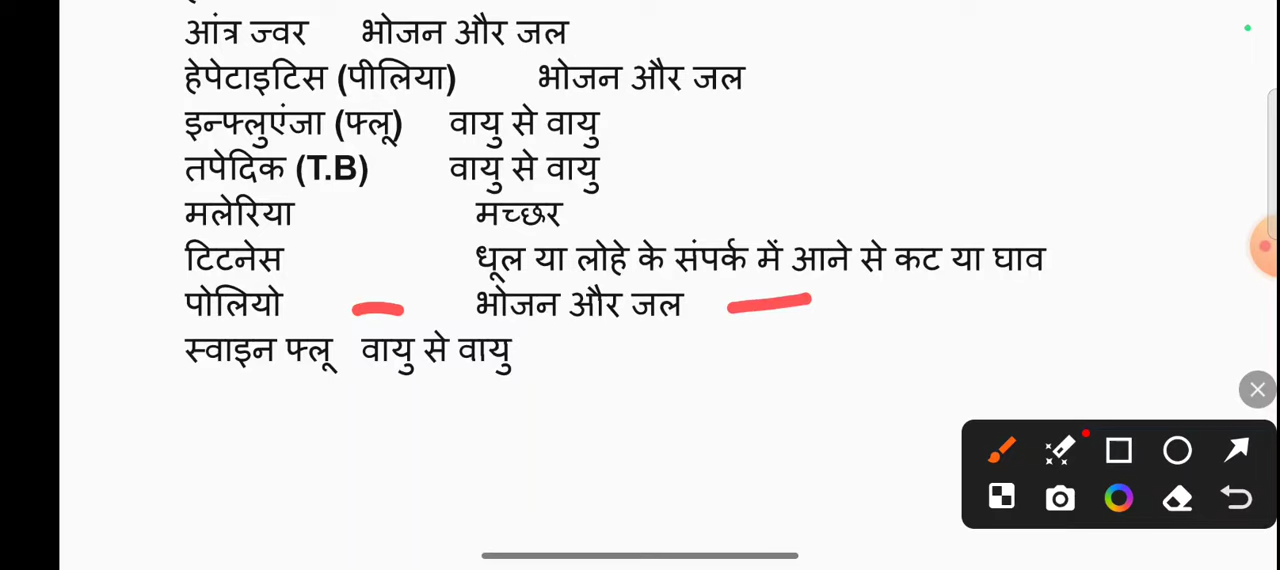 आंत्र ज्वर भोजन और जल
हेपेटाइटिस (पीलिया) भोजन और जल
इन्फ्लुएंजा (फ्लू) वायु से वायु
तपेदिक (T.B) वायु से वायु
मलेरिया मच्छर
टिटनेस धूल या लोहे के संपर्क में आने से कट या घाव
पोलियो भोजन और जल
स्वाइन फ्लू वायु से वायु